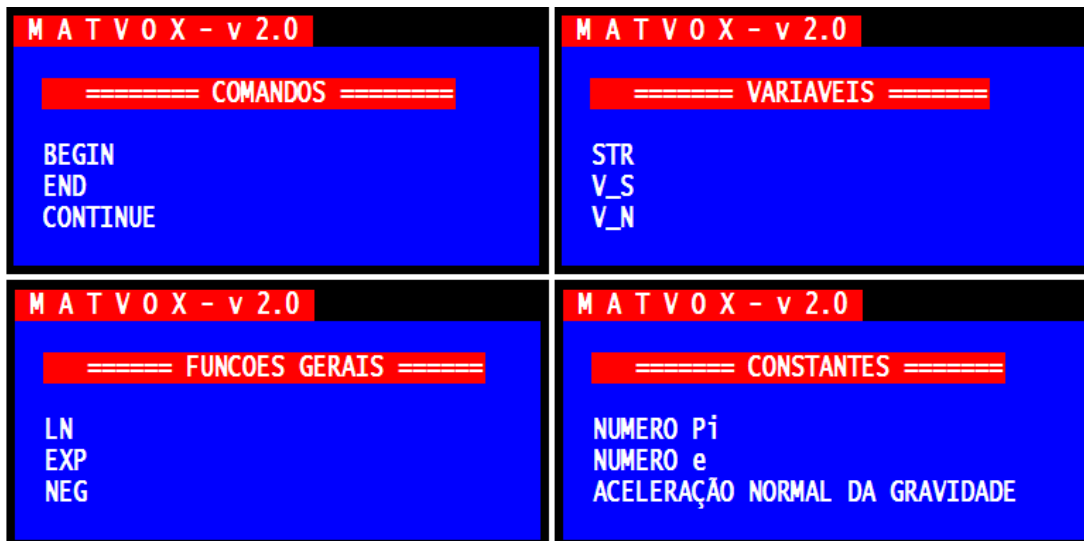 M A T V O X - v 2.0
======== COMANDOS ========
BEGIN
END
CONTINUE
M A T V O X - v 2.0
======= VARIAVEIS =======
STR
V_S
V_N
M A T V O X - v 2.0
====== FUNCOES GERAIS ======
LN
EXP
NEG
M A T V O X - v 2.0
======= CONSTANTES =======
NUMERO Pi
NUMERO e
ACELERAÇÃO NORMAL DA GRAVIDADE